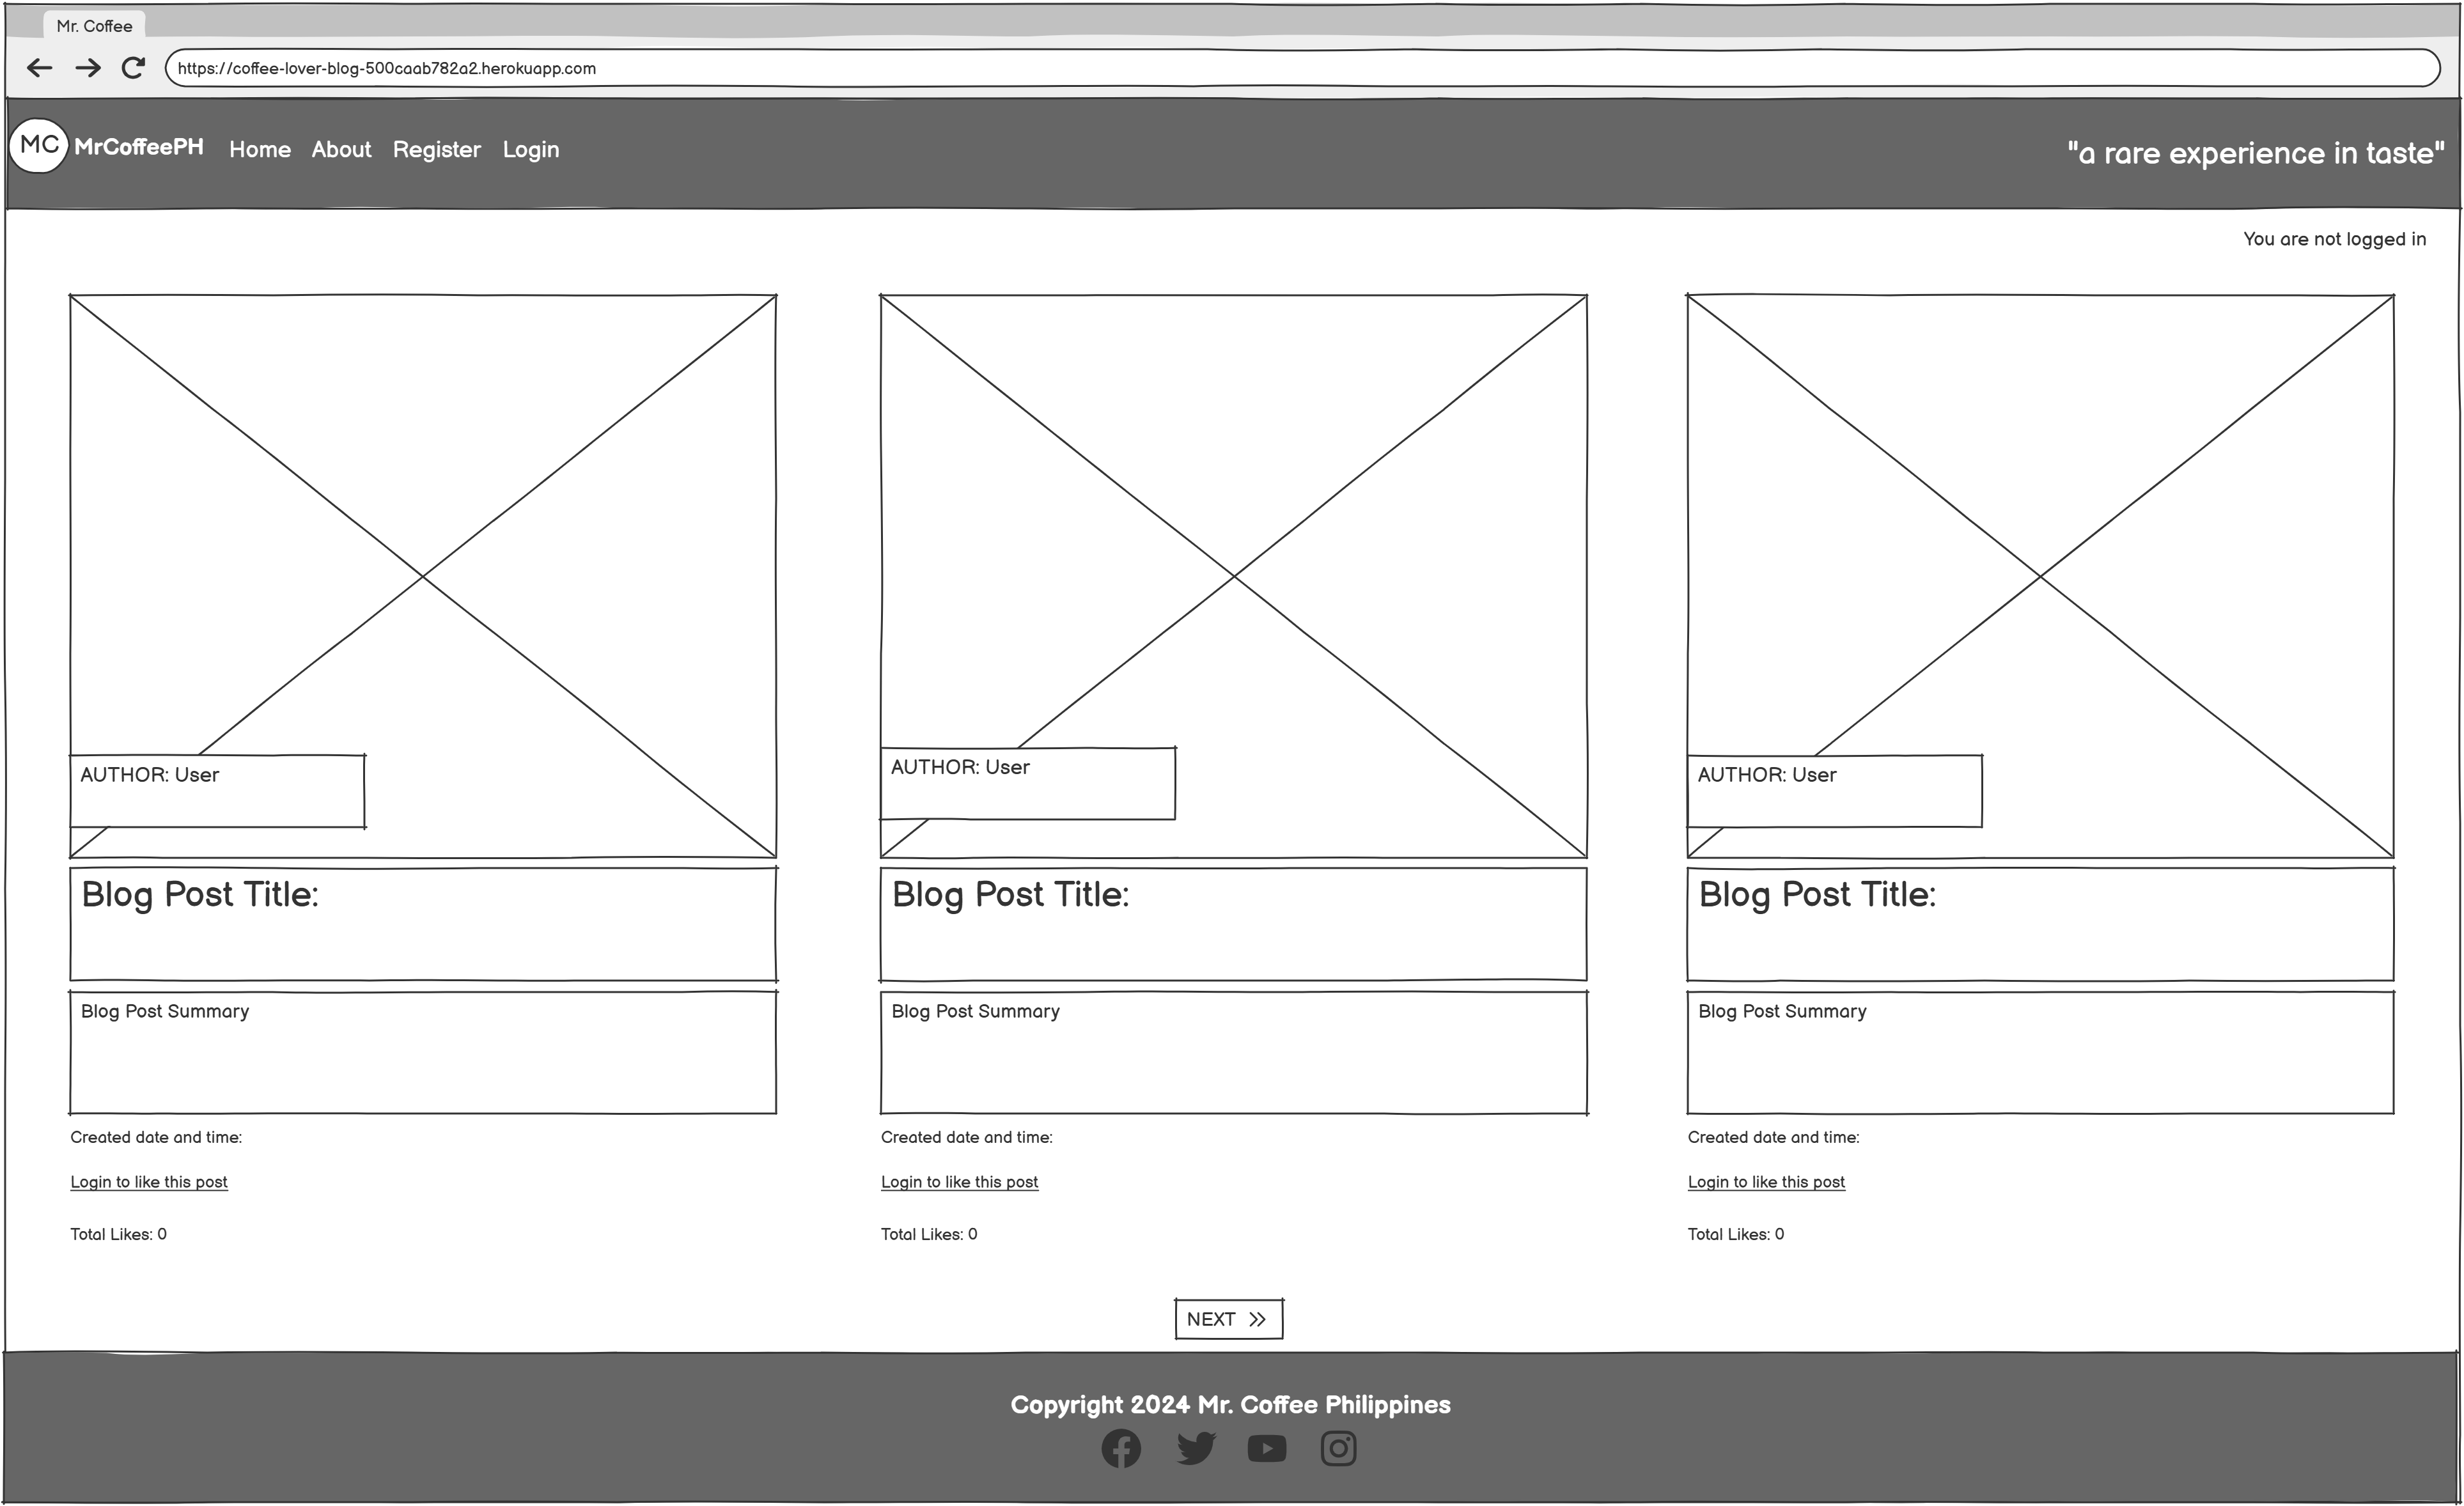 Mr. Coffee
https://coffee-lover-blog-500caab782a2.herokuapp.com
MC MrCoffeePH Home About Register Login "a rare experience in taste"
You are not logged in
AUTHOR: User AUTHOR: User AUTHOR: User
Blog Post Title: Blog Post Title: Blog Post Title:
Blog Post Summary Blog Post Summary Blog Post Summary
Created date and time: Created date and time: Created date and time:
Login to like this post Login to like this post Login to like this post
Total Likes: 0 Total Likes: 0 Total Likes: 0
NEXT
Copyright 2024 Mr. Coffee Philippines